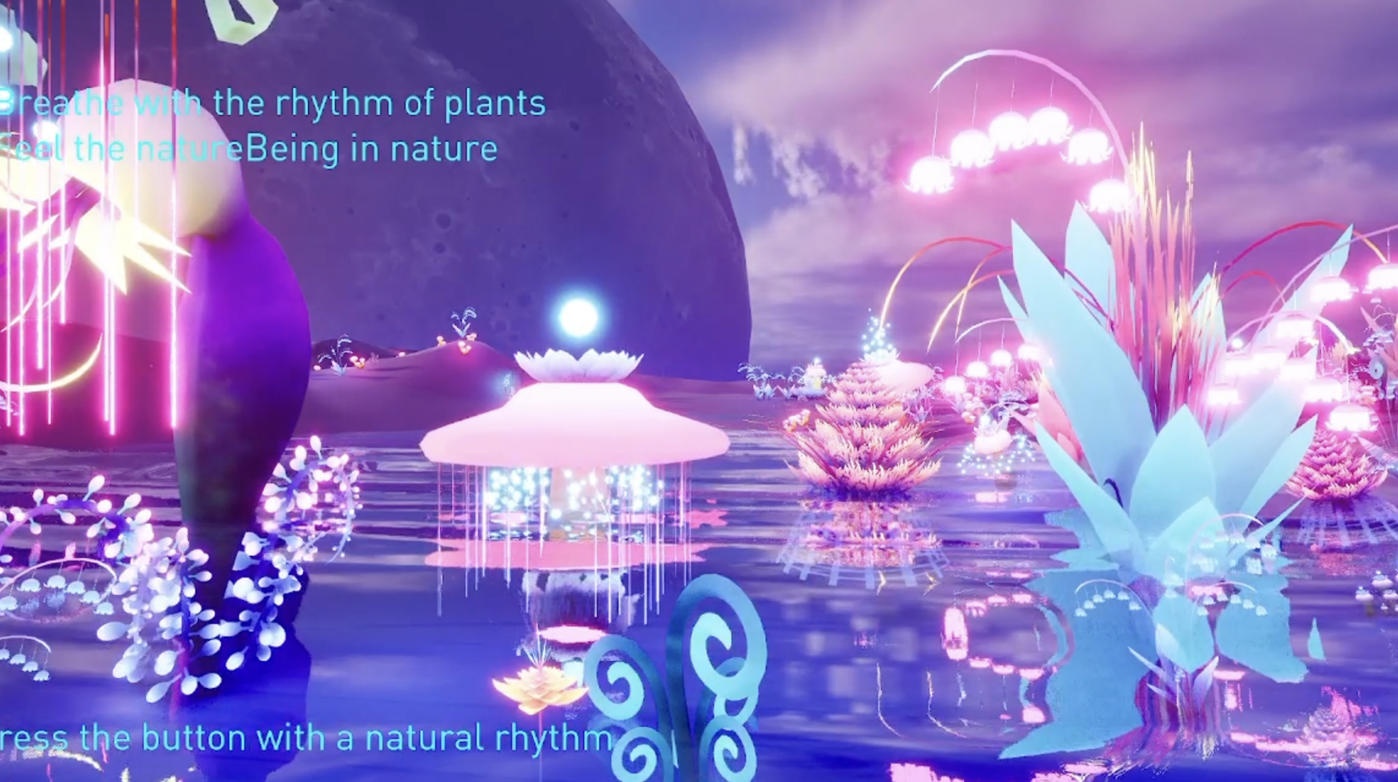 Breathe with the rhythm of plants
Feel the natureBeing in nature
ress the button with a natural rhythm